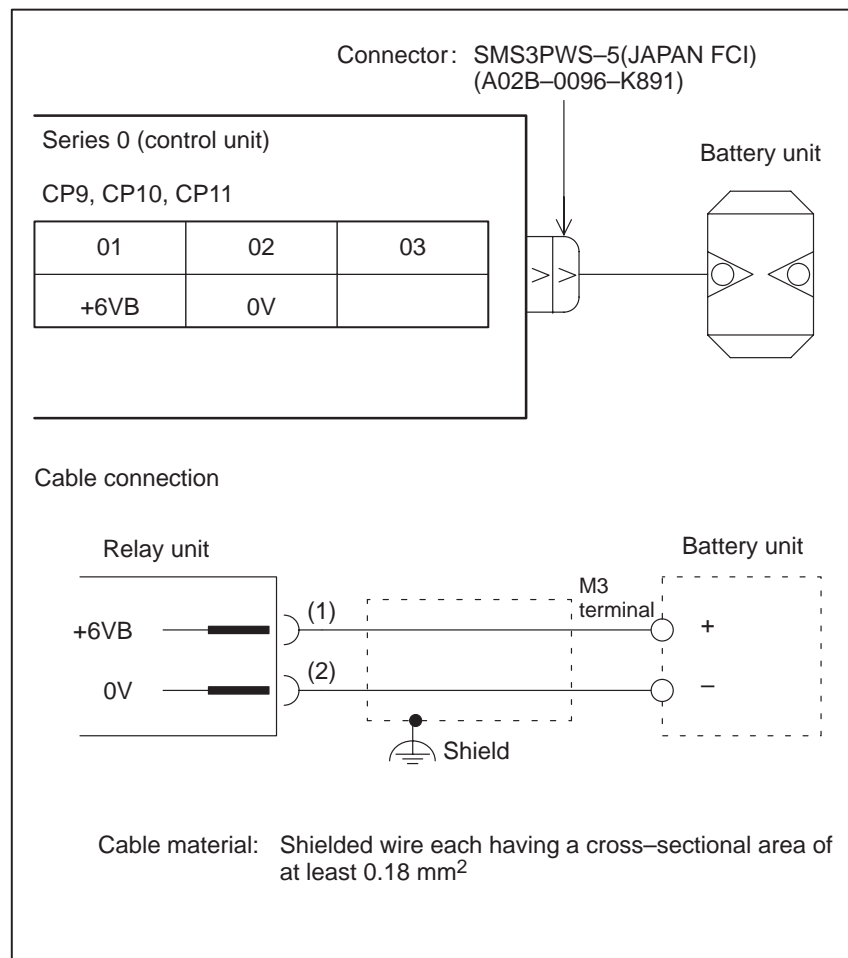 Connector: SMS3PWS–5(JAPAN FCI)
(A02B–0096–K891)
Series 0 (control unit)
Battery unit
CP9, CP10, CP11
01 02 03
+6VB 0V
Cable connection
Relay unit
Battery unit
M3
terminal
+6VB (1) +
0V (2) –
Shield
Cable material: Shielded wire each having a cross–sectional area of
at least 0.18 mm2